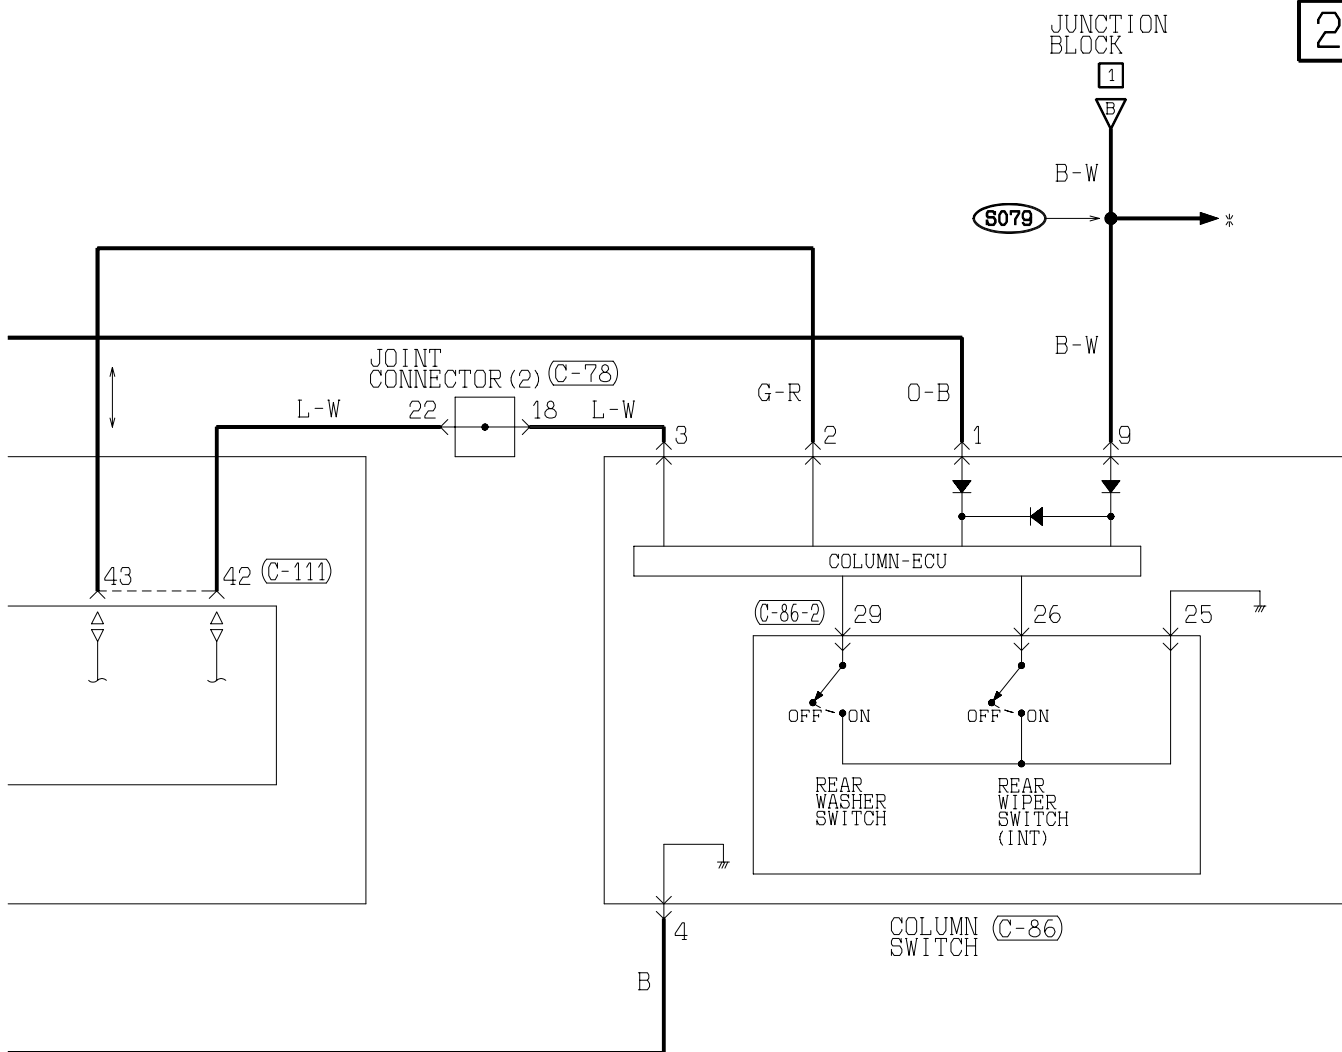 2
JUNCTION
BLOCK
1
B
B-W
S079
*
B-W
JOINT
CONNECTOR(2) C-78
G-R
O-B
L-W
22
18
L-W
3
2
1
9
43
42
C-111
COLUMN-ECU
C-86-2
29
26
25
OFF
ON
OFF
ON
REAR
WASHER
SWITCH
REAR
WIPER
SWITCH
(INT)
4
COLUMN
SWITCH
C-86
B